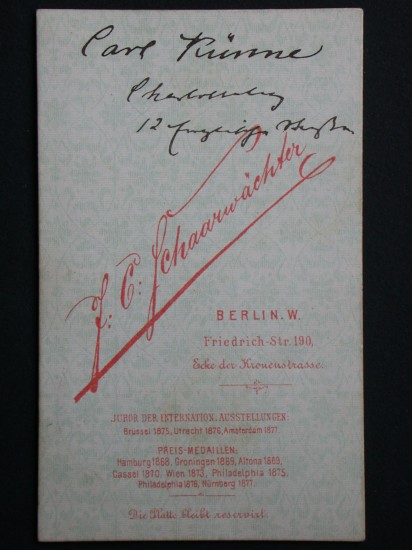 Carl Künne
Charlottenburg
12
J. C. Schaarwächter
BERLIN. W.
Friedrich-Str. 190,
Ecke der Kronenstrasse.
JUROR DER INTERNATION. AUSSTELLUNGEN
Brüssel 1875, Utrecht 1876, Amsterdam 1877.
PREIS-MEDAILLEN:
Hamburg 1868, Groningen 1869, Altona 1869,
Cassel 1870, Wien 1873, Philadelphia 1875,
Philadelphia 1876, Nürnberg 1877.
Die Platte bleibt reservirt.